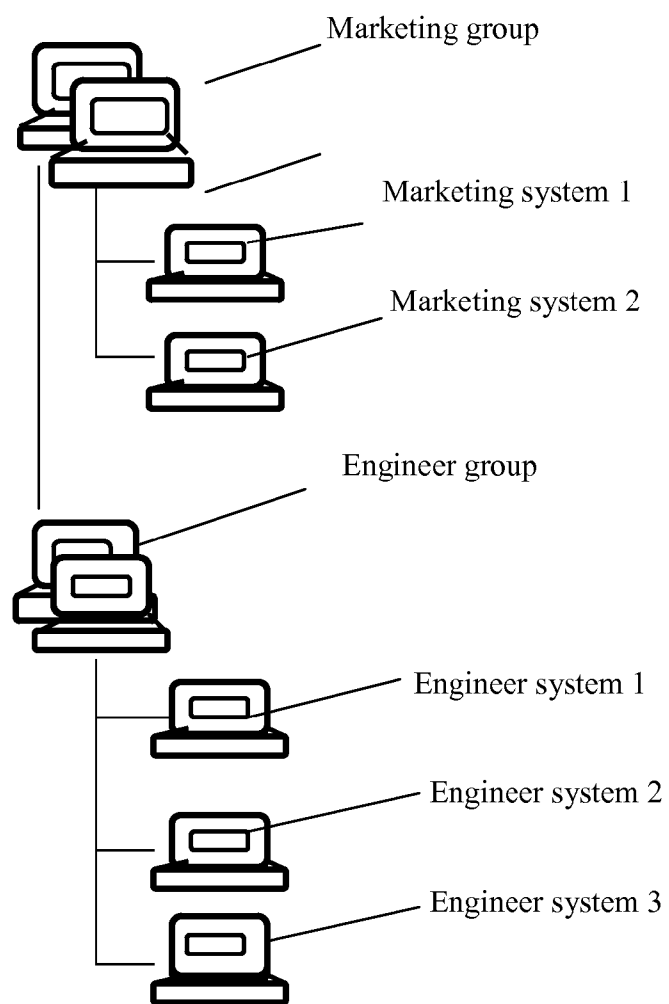 Marketing group
Marketing system 1
Marketing system 2
Engineer group
Engineer system 1
Engineer system 2
Engineer system 3